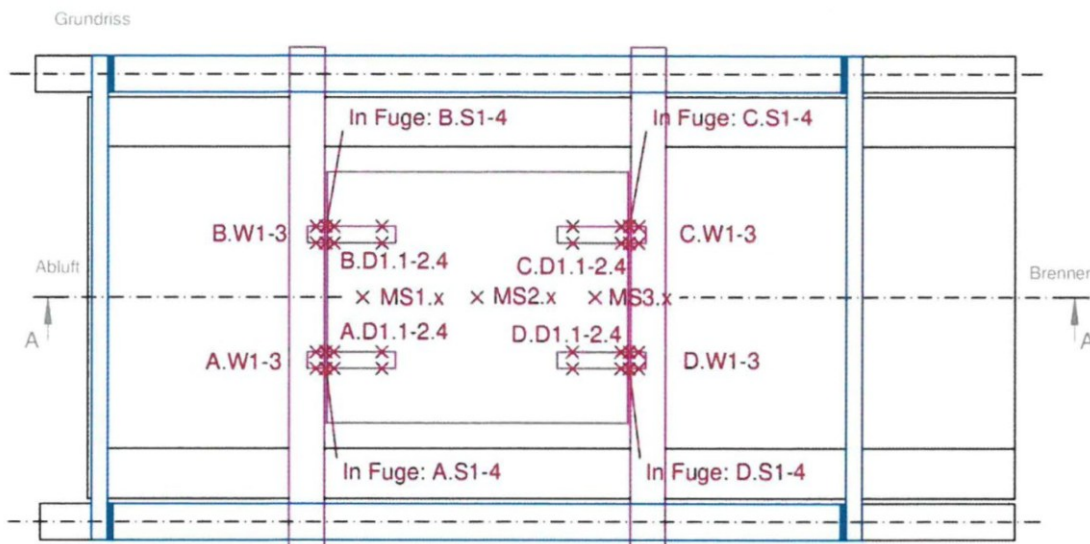 Grundriss
In Fuge: B.S1-4
In Fuge: C.S1-4
B.W1-3
C.W1-3
B.D1.1-2.4
C.D1.1-2.4
Abluft
Brenner
MS1.x
MS2.x
MS3.x
A
A
A.D1.1-2.4
D.D1.1-2.4
A.W1-3
D.W1-3
In Fuge: A.S1-4
In Fuge: D.S1-4